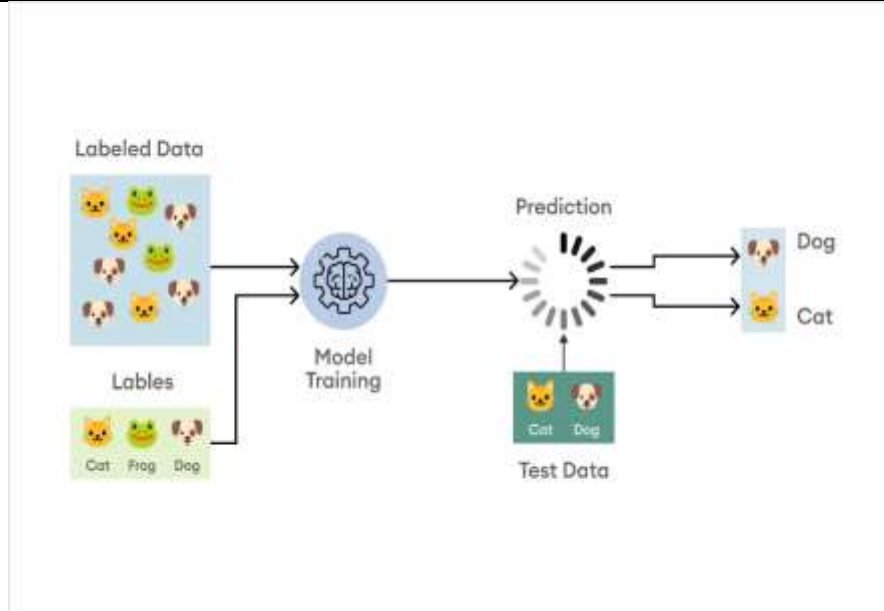 Labeled Data
Lables
Cat Frog Dog
Model
Training
Prediction
Cat Dog
Test Data
Dog
Cat